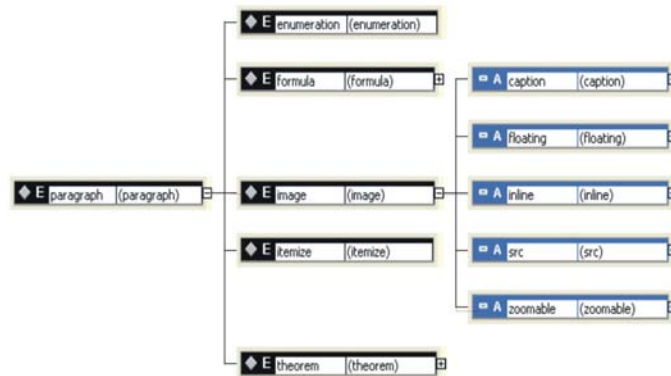 E enumeration (enumeration)
E formula (formula)
A caption (caption)
A floating (floating)
E paragraph (paragraph)
E image (image)
A inline (inline)
E itemize (itemize)
A src (src)
A zoomable (zoomable)
E theorem (theorem)